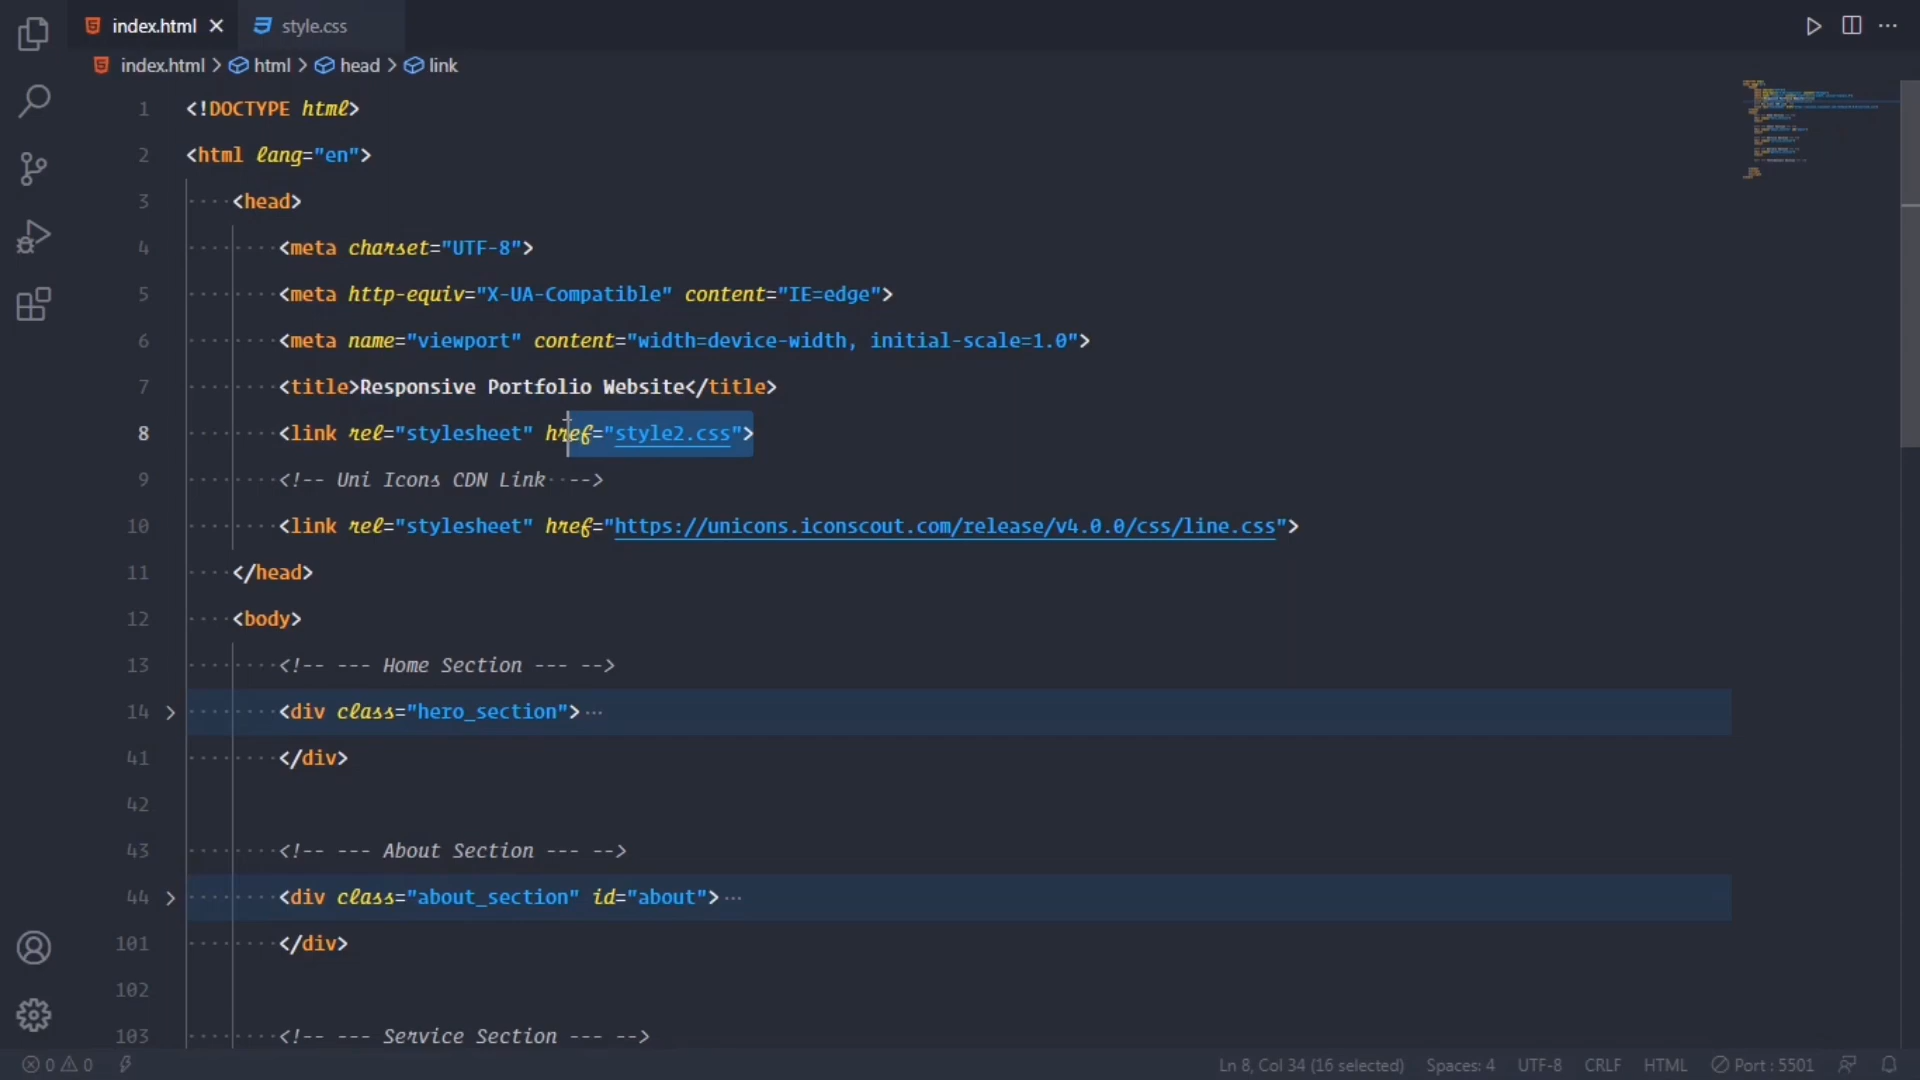 index.html
style.css
index.html > html > head > link
1 <!DOCTYPE html>
2 <html lang="en">
3 <head>
4 <meta charset="UTF-8">
5 <meta http-equiv="X-UA-Compatible" content="IE=edge">
6 <meta name="viewport" content="width=device-width, initial-scale=1.0">
7 <title>Responsive Portfolio Website</title>
8 <link rel="stylesheet" href="style2.css">
9 <!-- Uni Icons CDN Link -->
10 <link rel="stylesheet" href="https://unicons.iconscout.com/release/v4.0.0/css/line.css">
11 </head>
12 <body>
13 <!-- --- Home Section --- -->
14 <div class="hero_section">
41 </div>
42
43 <!-- --- About Section --- -->
44 <div class="about_section" id="about">
101 </div>
102
103 <!-- --- Service Section --- -->
0 0 Ln 8, Col 34 (16 selected) Spaces: 4 UTF-8 CRLF HTML Port : 5501